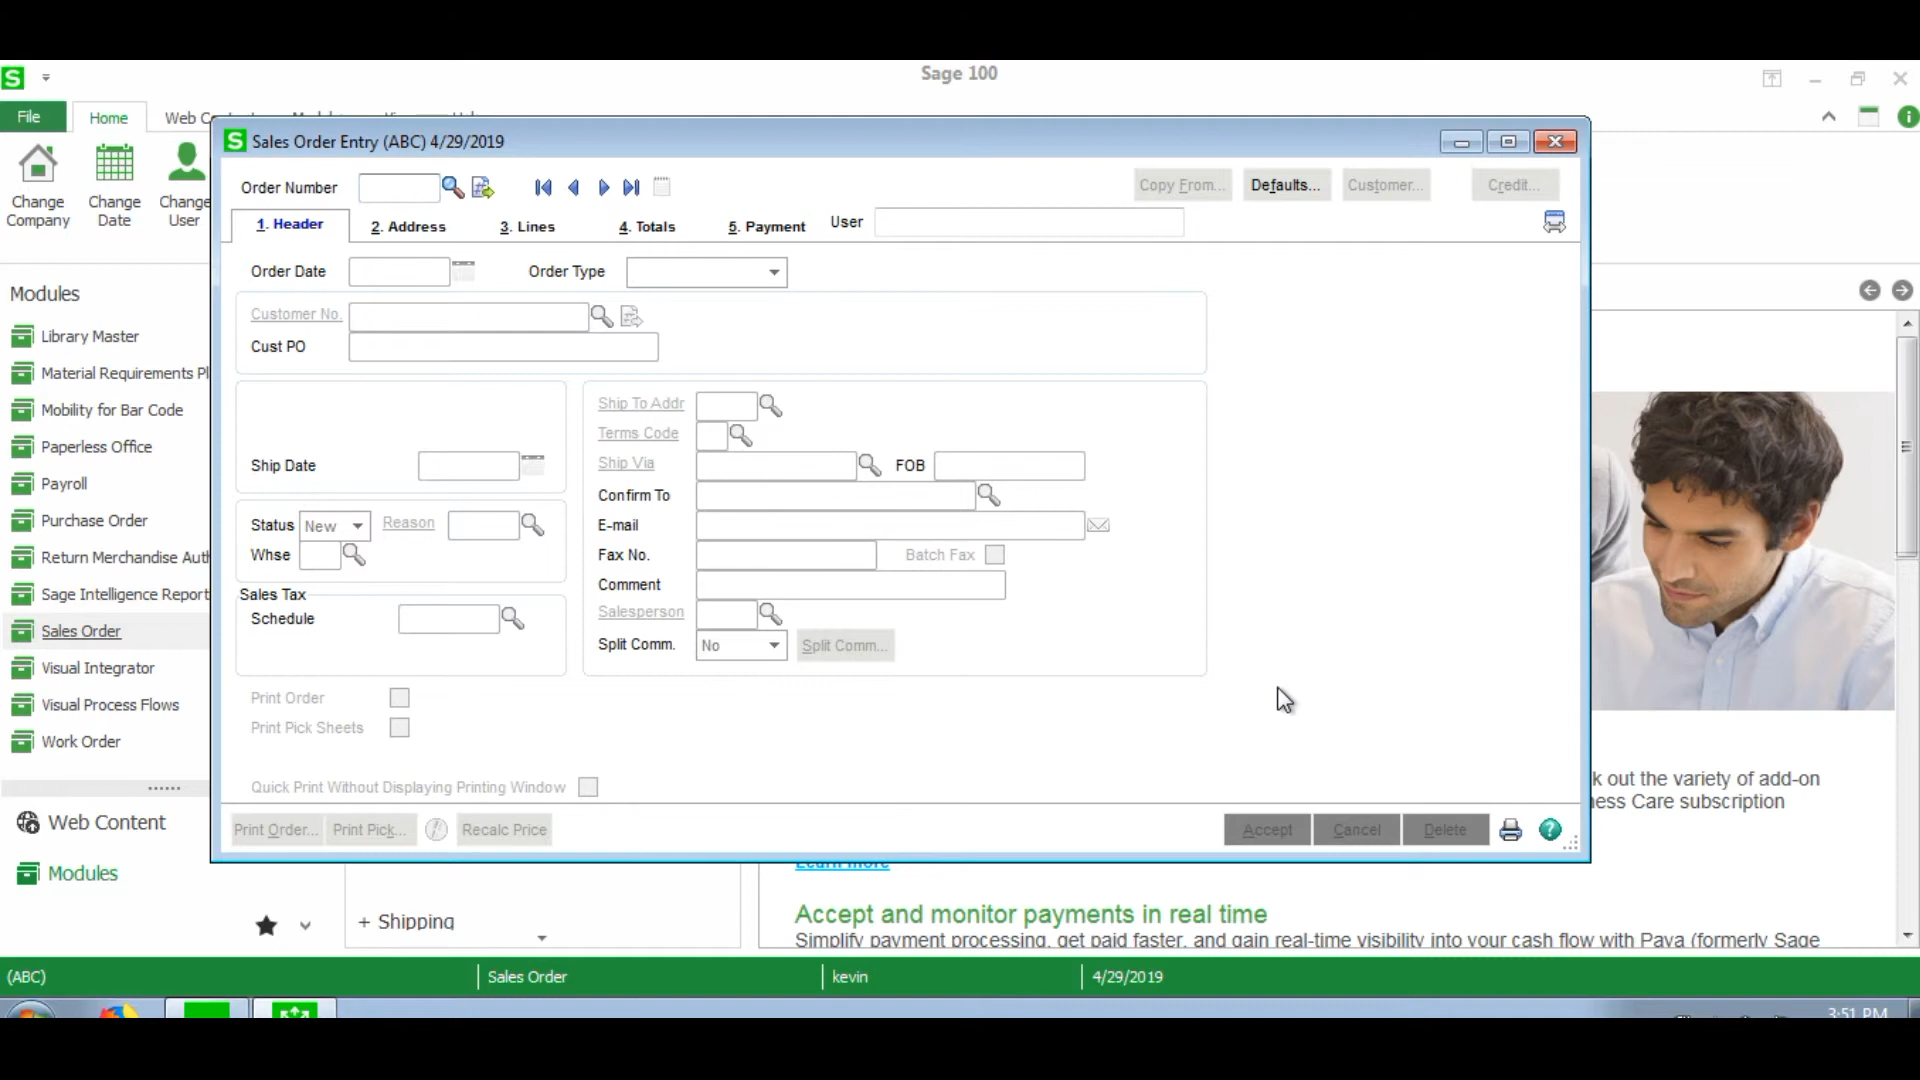 S
Sage 100
File
Home
Web
Sales Order Entry (ABC) 4/29/2019
Order Number
Copy From...
Defaults...
Customer...
Credit...
Change Company
Change Date
Change User
1. Header
2. Address
3. Lines
4. Totals
5. Payment
User
Order Date
Order Type
Customer No.
Cust PO
Ship Date
Status New
Reason
Whse
Sales Tax
Schedule
Ship To Addr
Terms Code
Ship Via
FOB
Confirm To
E-mail
Fax No.
Batch Fax
Comment
Salesperson
Split Comm. No
Split Comm...
Print Order
Print Pick Sheets
Quick Print Without Displaying Printing Window
Print Order...
Print Pick...
Recalc Price
Accept
Cancel
Delete
Modules
Library Master
Material Requirements Pl
Mobility for Bar Code
Paperless Office
Payroll
Purchase Order
Return Merchandise Auth
Sage Intelligence Report
Sales Order
Visual Integrator
Visual Process Flows
Work Order
Web Content
Modules
+ Shipping
k out the variety of add-on
ness Care subscription
Learn more
Accept and monitor payments in real time
Simplify payment processing, get paid faster, and gain real-time visibility into your cash flow with Paya (formerly Sage
(ABC)
Sales Order
kevin
4/29/2019
3:51 PM